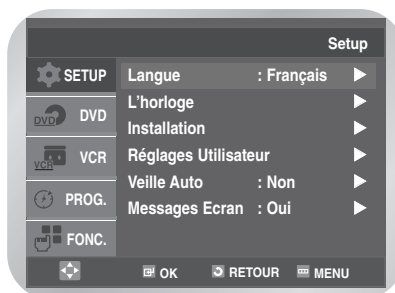 Setup
SETUP
DVD
DVD
VCR
VCR
PROG.
FONC.
Langue : Français
L'horloge
Installation
Réglages Utilisateur
Veille Auto : Non
Messages Ecran : Oui
OK RETOUR MENU